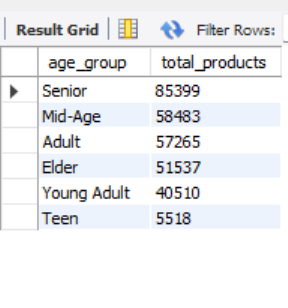 Result Grid Filter Rows:
age_group total_products
Senior 85399
Mid-Age 58483
Adult 57265
Elder 51537
Young Adult 40510
Teen 5518